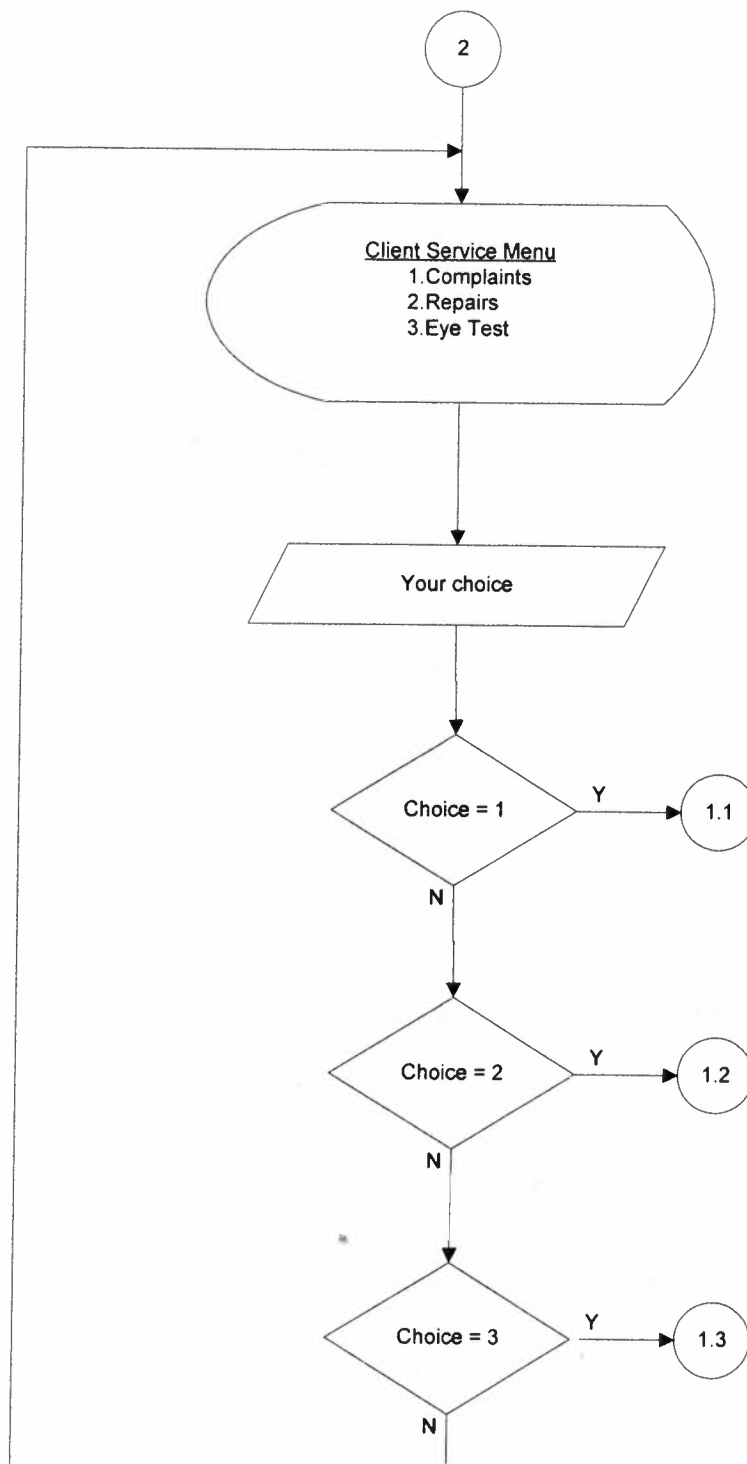 2
Client Service Menu
1.Complaints
2.Repairs
3.Eye Test
Your choice
Choice = 1
Y
1.1
N
Choice = 2
Y
1.2
N
Choice = 3
Y
1.3
N